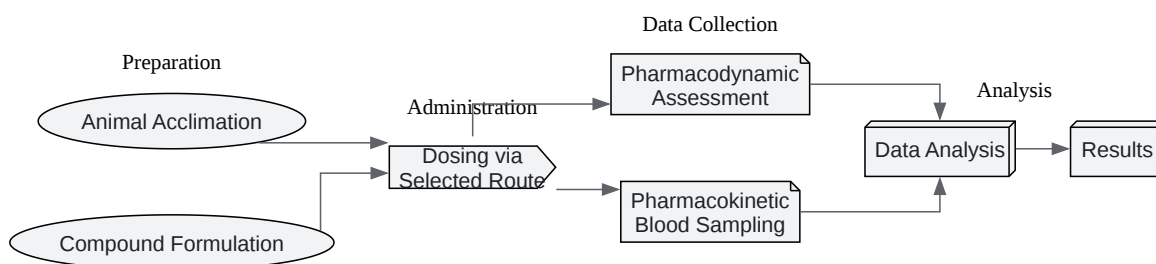 Preparation
Animal Acclimation
Compound Formulation
Administration
Dosing via
Selected Route
Data Collection
Pharmacodynamic
Assessment
Pharmacokinetic
Blood Sampling
Analysis
Data Analysis
Results